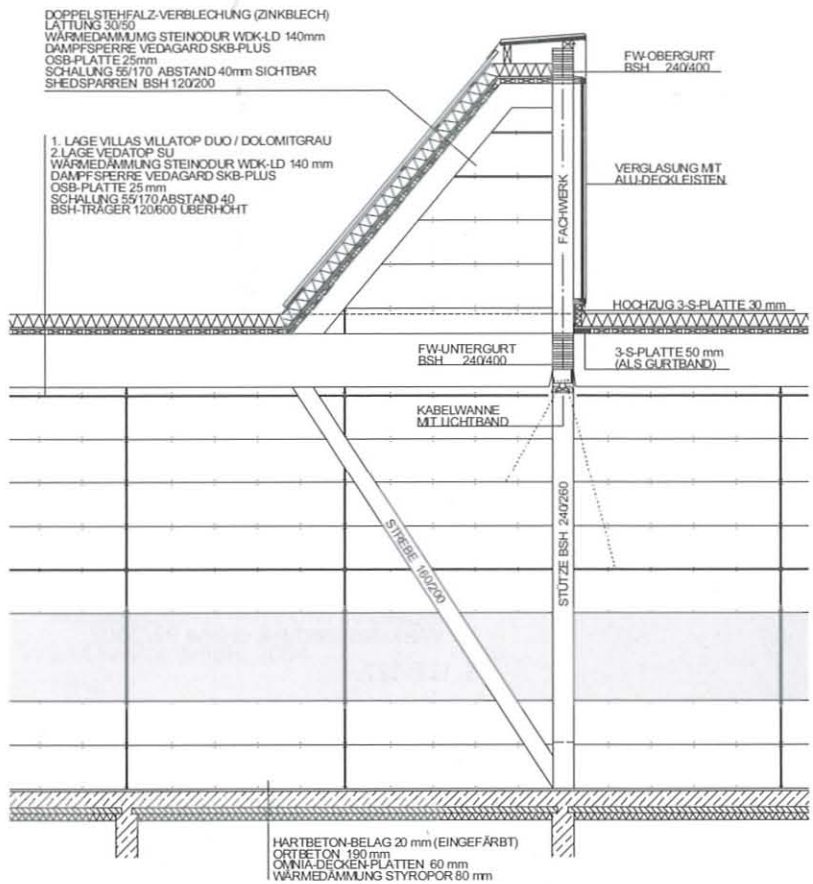 DOPPELSTEHFALZ-VERBLECHUNG (ZINKBLECH)
LATTUNG 30/50
WÄRMEDAMMUMG STEINODUR WDK-LD 140mm
DAMPFSPERRE VEDAGARD SKB-PLUS
OSB-PLATTE 25mm
SCHALUNG 55/170 ABSTAND 40mm SICHTBAR
SHEDSPARREN BSH 120/200
1. LAGE VILLAS VILLATOP DUO / DOLOMITGRAU
2.LAGE VEDATOP SU
WÄRMEDÄMMUNG STEINODUR WDK-LD 140 mm
DAMPFSPERRE VEDAGARD SKB-PLUS
OSB-PLATTE 25 mm
SCHALUNG 55/170 ABSTAND 40
BSH-TRÄGER 120/600 ÜBERHÖHT
FW-OBERGURT
BSH 240/400
VERGLASUNG MIT
ALU-DECKLEISTEN
FACHWERK
HOCHZUG 3-S-PLATTE 30 mm
FW-UNTERGURT
BSH 240/400
3-S-PLATTE 50 mm
(ALS GURTBAND)
KABELWANNE
MIT LICHTBAND
STREBE 160/200
STÜTZE BSH 240/260
HARTBETON-BELAG 20 mm (EINGEFÄRBT)
ORTBETON 190 mm
OMNIA-DECKEN-PLATTEN 60 mm
WÄRMEDÄMMUNG STYROPOR 80 mm